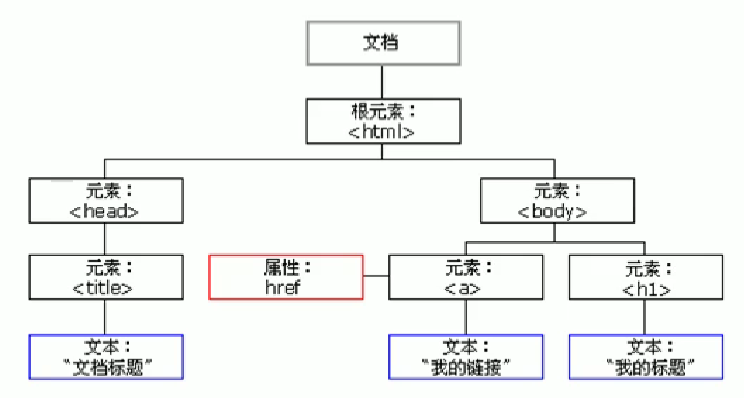 文档
根元素：
<html>
元素：
<head>
元素：
<body>
元素：
<title>
属性：
href
元素：
<a>
元素：
<h1>
文本：
“文档标题”
文本：
“我的链接”
文本：
“我的标题”